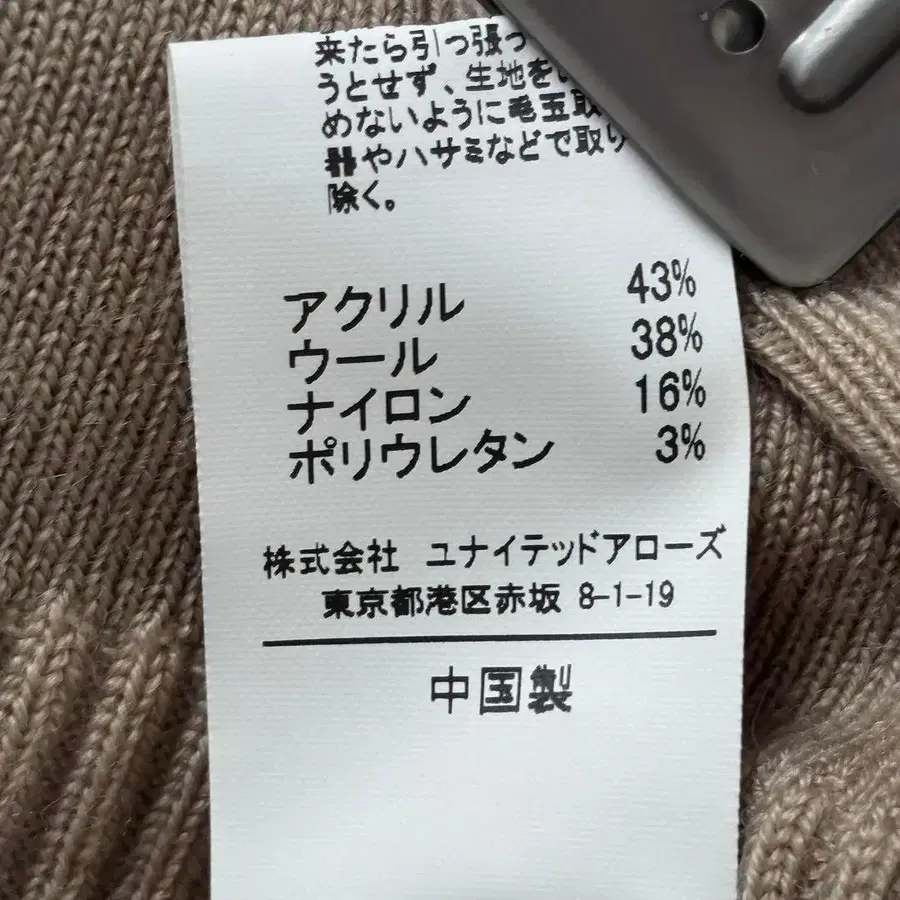 来たら引っ張っ
うとせず、生地を
めないように毛玉取
器やハサミなどで取り
除く。
アクリル 43%
ウール 38%
ナイロン 16%
ポリウレタン 3%
株式会社 ユナイテッドアローズ
東京都港区赤坂 8-1-19
中国製